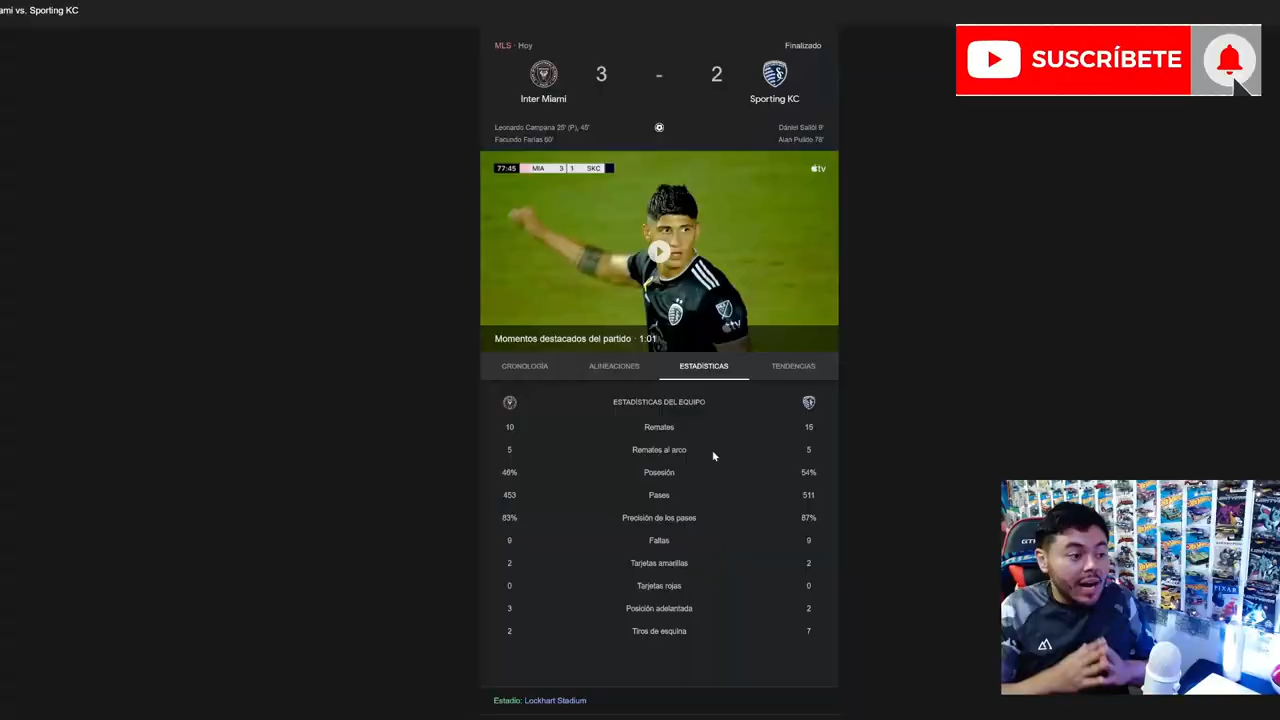 ami vs. Sporting KC
SUSCRÍBETE
MLS · Hoy
Finalizado
3 - 2
Inter Miami
Sporting KC
Leonardo Campana 25' (P), 45'
Facundo Farías 60'
Dániel Sallói 9'
Alan Pulido 78'
77:45 MIA 3 1 SKC
tv
Momentos destacados del partido · 1:01
CRONOLOGÍA ALINEACIONES ESTADÍSTICAS TENDENCIAS
ESTADÍSTICAS DEL EQUIPO
10 Remates 15
5 Remates al arco 5
46% Posesión 54%
453 Pases 511
83% Precisión de los pases 87%
9 Faltas 9
2 Tarjetas amarillas 2
0 Tarjetas rojas 0
3 Posición adelantada 2
2 Tiros de esquina 7
Estadio: Lockhart Stadium
PIXAR